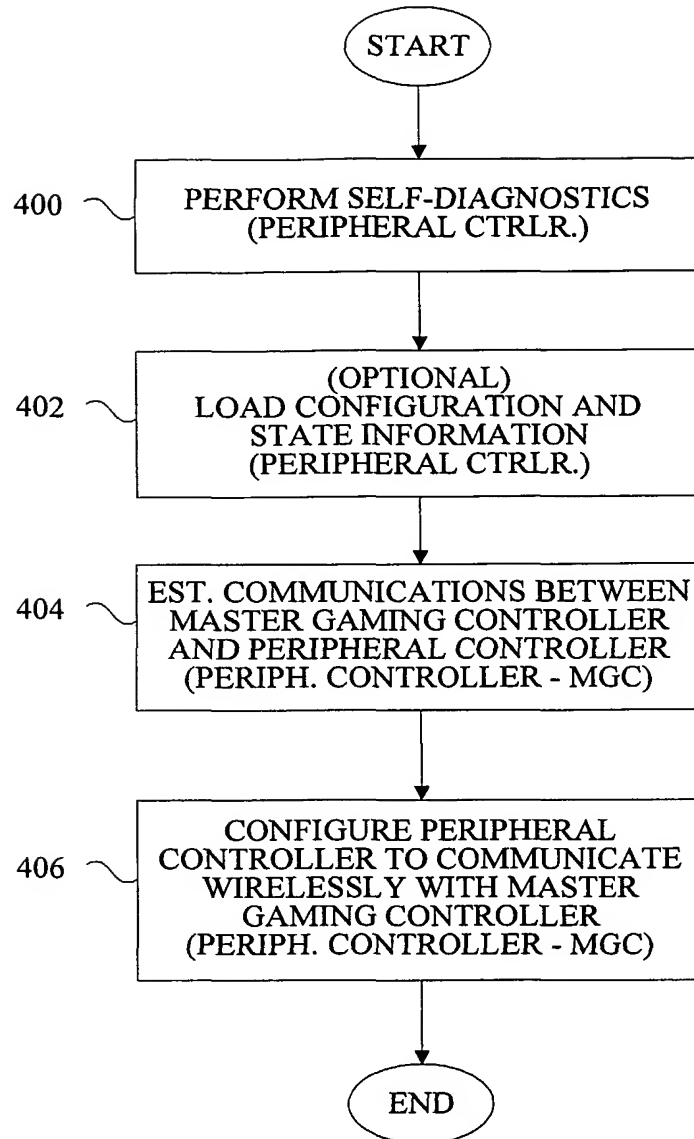 START
400
PERFORM SELF-DIAGNOSTICS
(PERIPHERAL CTRLR.)
402
(OPTIONAL)
LOAD CONFIGURATION AND
STATE INFORMATION
(PERIPHERAL CTRLR.)
404
EST. COMMUNICATIONS BETWEEN
MASTER GAMING CONTROLLER
AND PERIPHERAL CONTROLLER
(PERIPH. CONTROLLER - MGC)
406
CONFIGURE PERIPHERAL
CONTROLLER TO COMMUNICATE
WIRELESSLY WITH MASTER
GAMING CONTROLLER
(PERIPH. CONTROLLER - MGC)
END